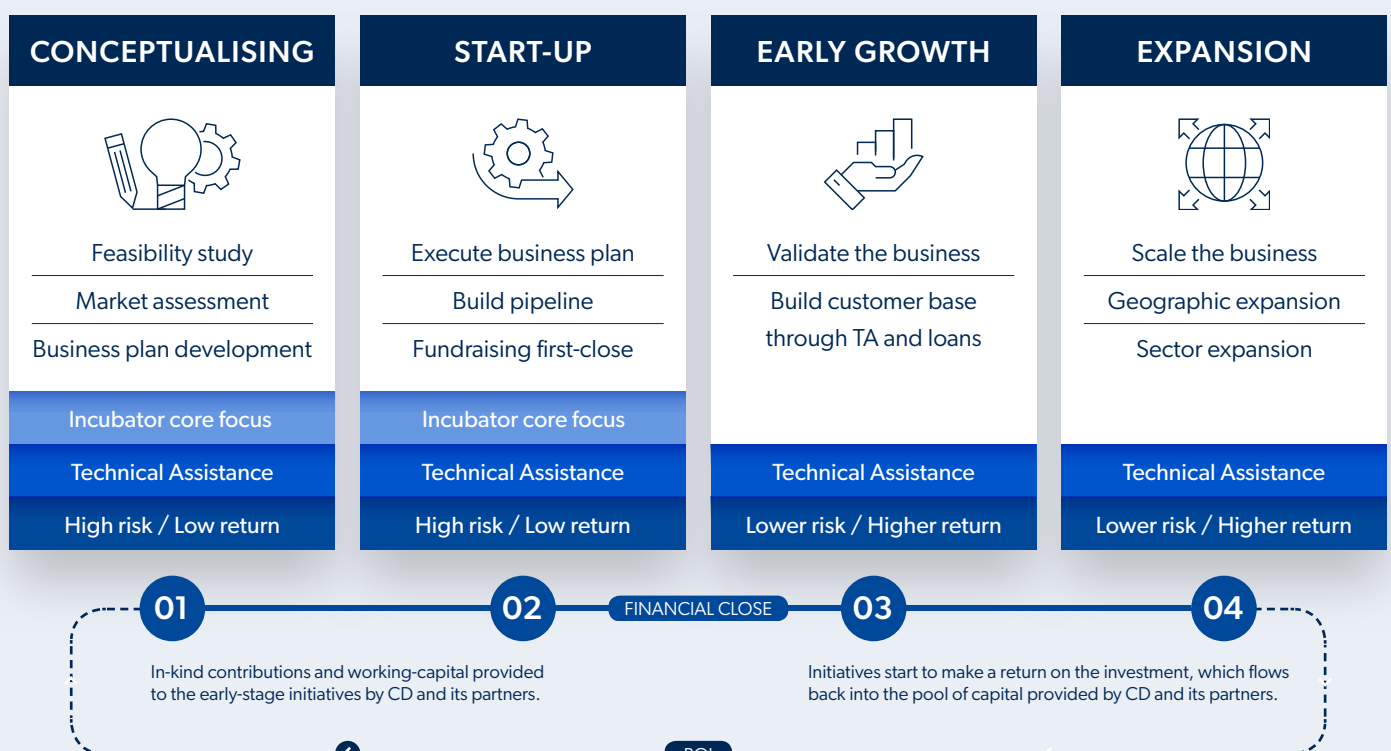 CONCEPTUALISING
Feasibility study
Market assessment
Business plan development
Incubator core focus
Technical Assistance
High risk / Low return
START-UP
Execute business plan
Build pipeline
Fundraising first-close
Incubator core focus
Technical Assistance
High risk / Low return
EARLY GROWTH
Validate the business
Build customer base
through TA and loans
Technical Assistance
Lower risk / Higher return
EXPANSION
Scale the business
Geographic expansion
Sector expansion
Technical Assistance
Lower risk / Higher return
01
02
FINANCIAL CLOSE
03
04
In-kind contributions and working-capital provided
to the early-stage initiatives by CD and its partners.
Initiatives start to make a return on the investment, which flows
back into the pool of capital provided by CD and its partners.